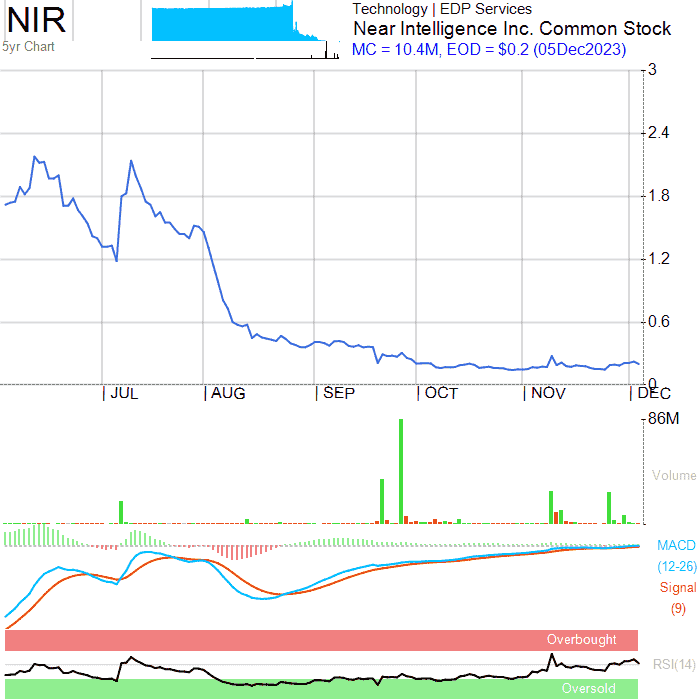 NIR
5yr Chart
Technology | EDP Services
Near Intelligence Inc. Common Stock
MC = 10.4M, EOD = $0.2 (05Dec2023)
3
2.4
1.8
1.2
0.6
0
| JUL | AUG | SEP | OCT | NOV | DEC
86M
Volume
MACD
(12-26)
Signal
(9)
Overbought
RSI(14)
Oversold